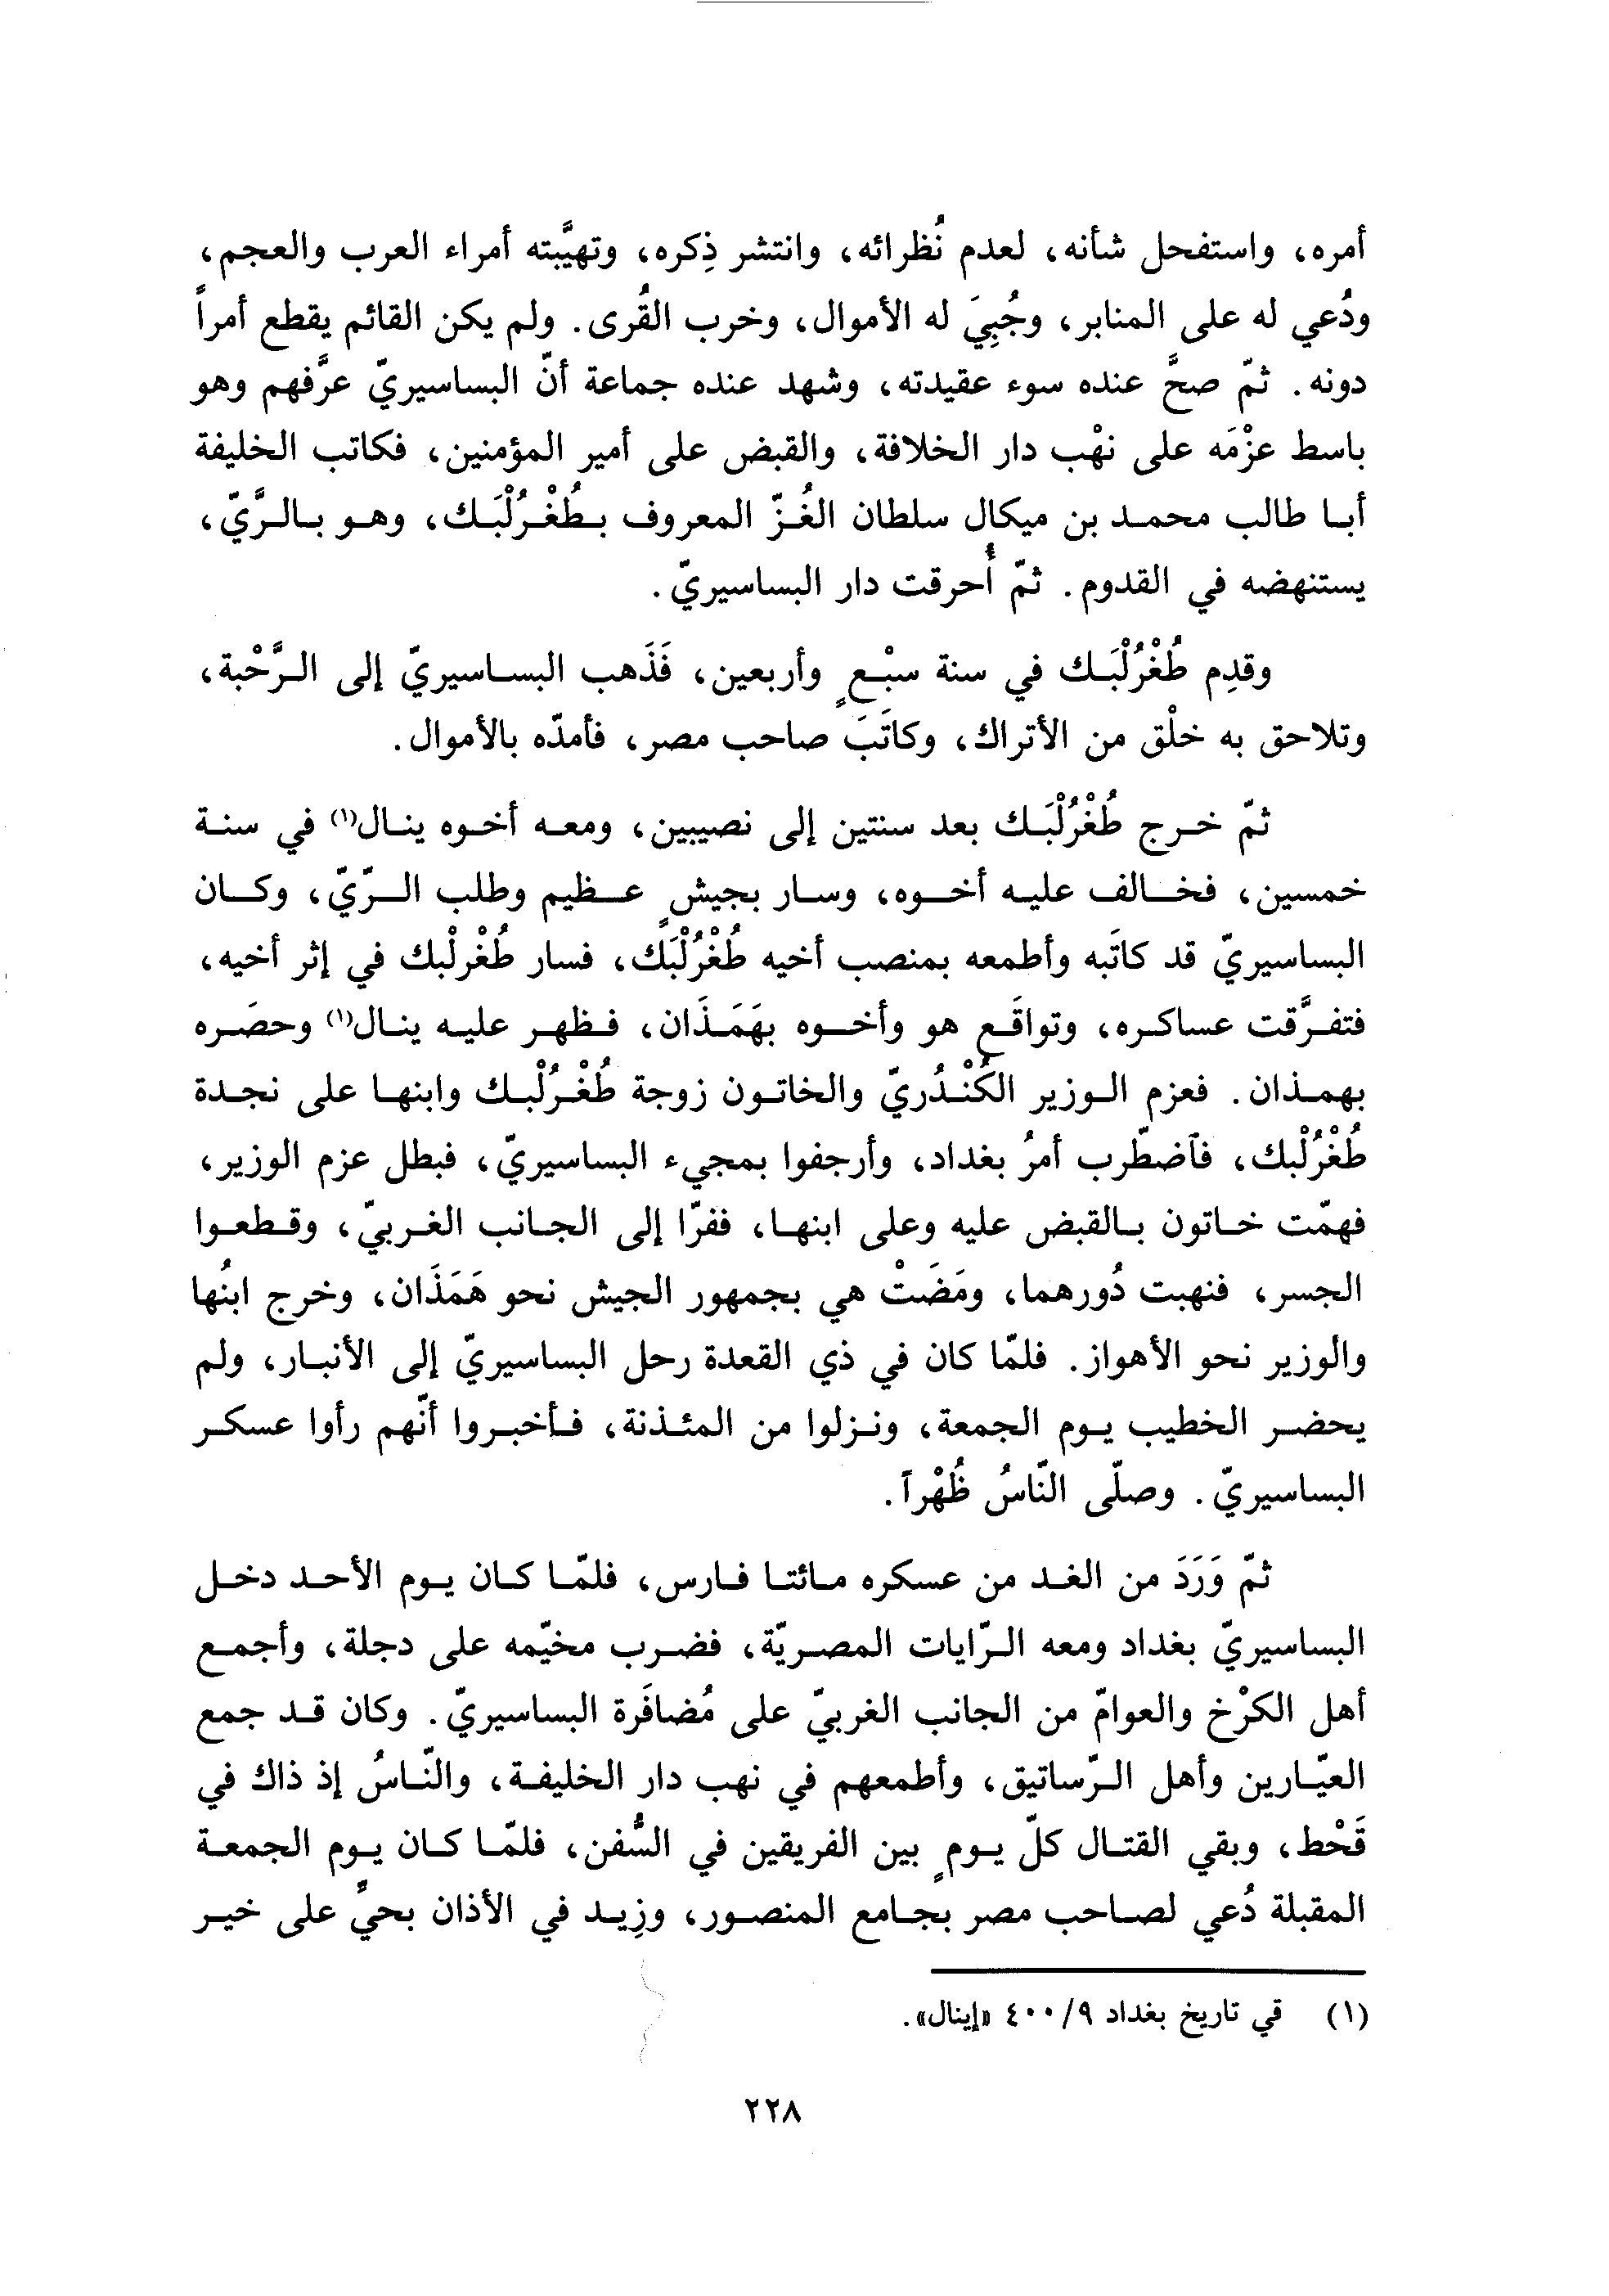 أمره، واستفحل شأنه، لعدم نُظرائه، وانتشر ذِكره، وتهيَّبته أمراء العرب والعجم،
ودُعي له على المنابر، وجُبِيَ له الأموال، وخرب القُرى. ولم يكن القائم يقطع أمراً
دونه. ثمّ صحَّ عنده سوء عقيدته، وشهد عنده جماعة أنّ البساسيريّ عرَّفهم وهو
باسط عزْمَه على نهْب دار الخلافة، والقبض على أمير المؤمنين، فكاتب الخليفة
أبا طالب محمد بن ميكال سلطان الغُزّ المعروف بطُغْرُلْبَك، وهو بالرَّيّ،
يستنهضه في القدوم. ثمّ أُحرقت دار البساسيريّ.
وقدِم طُغْرُلْبَك في سنة سبْعٍ وأربعين، فَذَهب البساسيريّ إلى الرَّحْبة،
وتلاحق به خلْق من الأتراك، وكاتَبَ صاحب مصر، فأمدّه بالأموال.
ثمّ خرج طُغْرُلْبَك بعد سنتين إلى نصيبين، ومعه أخوه ينال(١) في سنة
خمسين، فخالف عليه أخوه، وسار بجيشٍ عظيم وطلب الرّيّ، وكان
البساسيريّ قد كاتَبه وأطمعه بمنصب أخيه طُغْرُلْبَك، فسار طُغْرلْبك في إثر أخيه،
فتفرَّقت عساكره، وتواقَع هو وأخوه بهَمَذَان، فظهر عليه ينال(١) وحصَره
بهمذان. فعزم الوزير الكُنْدُريّ والخاتون زوجة طُغْرُلْبك وابنها على نجدة
طُغْرُلْبك، فٱضطّرب أمرُ بغداد، وأرجفوا بمجيء البساسيريّ، فبطل عزم الوزير،
فهمّت خاتون بالقبض عليه وعلى ابنها، ففرّا إلى الجانب الغربيّ، وقطعوا
الجسر، فنهبت دُورهما، ومَضَتْ هي بجمهور الجيش نحو هَمَذَان، وخرج ابنُها
والوزير نحو الأهواز. فلمّا كان في ذي القعدة رحل البساسيريّ إلى الأنبار، ولم
يحضر الخطيب يوم الجمعة، ونزلوا من المئذنة، فأخبروا أنّهم رأوا عسكر
البساسيريّ. وصلّى النّاسُ ظُهْراً.
ثمّ وَرَدَ من الغد من عسكره مائتا فارس، فلمّا كان يوم الأحد دخل
البساسيريّ بغداد ومعه الرّايات المصريّة، فضرب مخيّمه على دجلة، وأجمع
أهل الكرْخ والعوامّ من الجانب الغربيّ على مُضافَرة البساسيريّ. وكان قد جمع
العيّارين وأهل الرّساتيق، وأطمعهم في نهب دار الخليفة، والنّاسُ إذ ذاك في
قَحْط، وبقي القتال كلّ يومٍ بين الفريقين في السُّفن، فلمّا كان يوم الجمعة
المقبلة دُعي لصاحب مصر بجامع المنصور، وزِيد في الأذان بحيَّ على خير
(١) قي تاريخ بغداد ٤٠٠/٩ «إينال».
٢٢٨